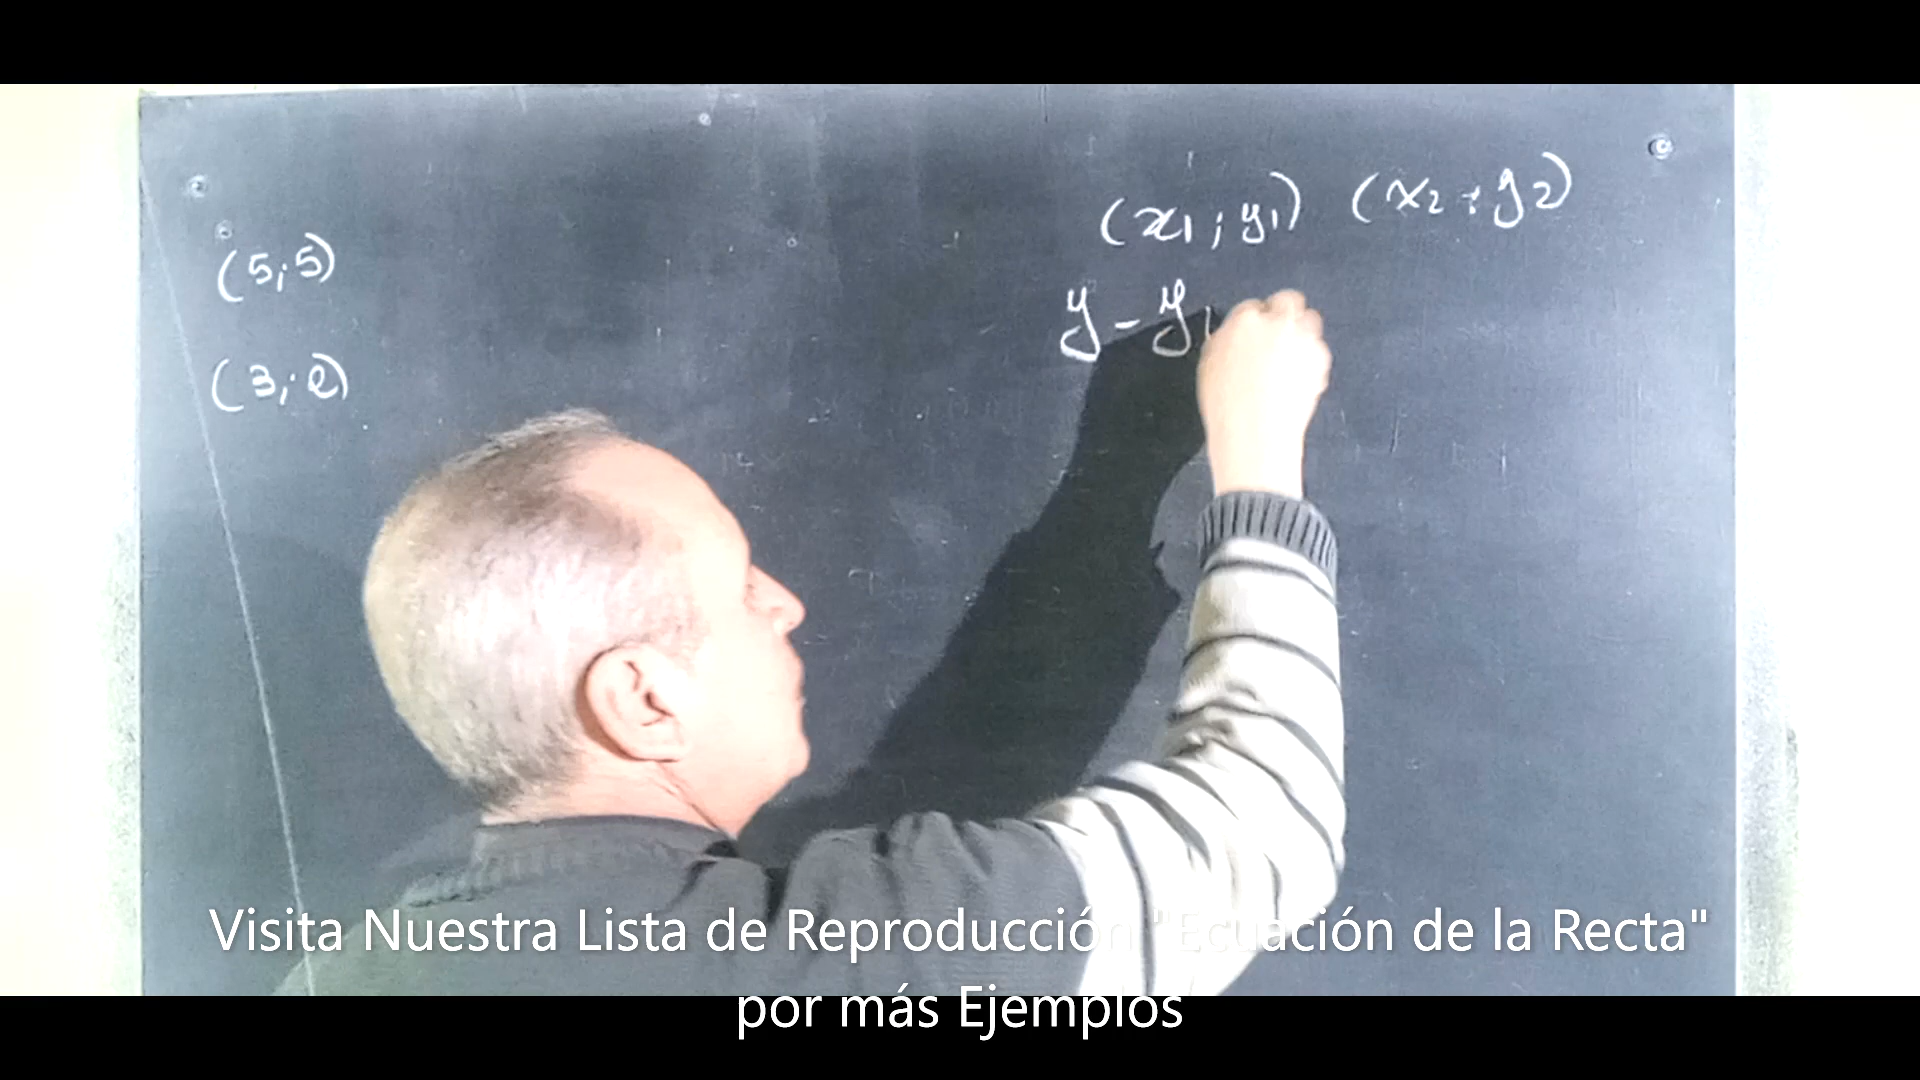 (x1 ; y1) (x2 ; y2)
(5 ; 5)
y - y1
(3 ; 2)
Visita Nuestra Lista de Reproducción "Ecuación de la Recta"
por más Ejemplos